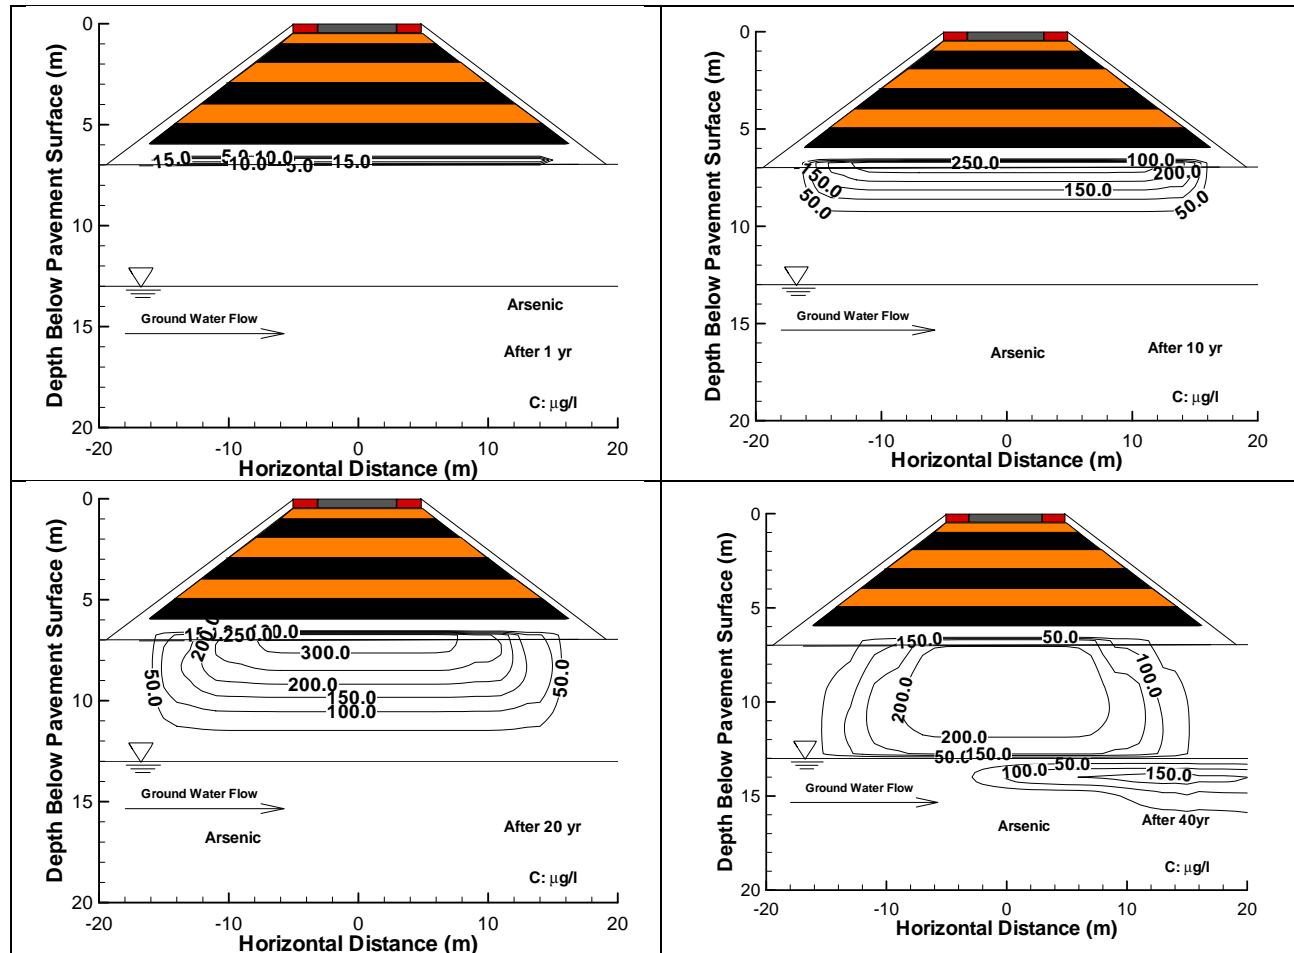 Depth Below Pavement Surface (m)
0
5
10
15
20
15.0 5.0 10.0 15.0
10.0 5.0
Arsenic
Ground Water Flow
After 1 yr
C: μg/l
-20 -10 0 10 20
Horizontal Distance (m)
Depth Below Pavement Surface (m)
0
5
10
15
20
250.0 100.0
150.0 200.0
150.0
50.0 50.0
Ground Water Flow
Arsenic After 10 yr
-20 -10 0 10 20
Horizontal Distance (m)
Depth Below Pavement Surface (m)
0
5
10
15
20
250.0
200.0 300.0
50.0 200.0 50.0
150.0
100.0
Ground Water Flow
Arsenic After 20 yr
C: μg/l
-20 -10 0 10 20
Horizontal Distance (m)
Depth Below Pavement Surface (m)
0
5
10
15
20
150.0 50.0
100.0
200.0
200.0
50.0 150.0 50.0
100.0 150.0
Ground Water Flow
Arsenic After 40yr
C: μg/l
-20 -10 0 10 20
Horizontal Distance (m)